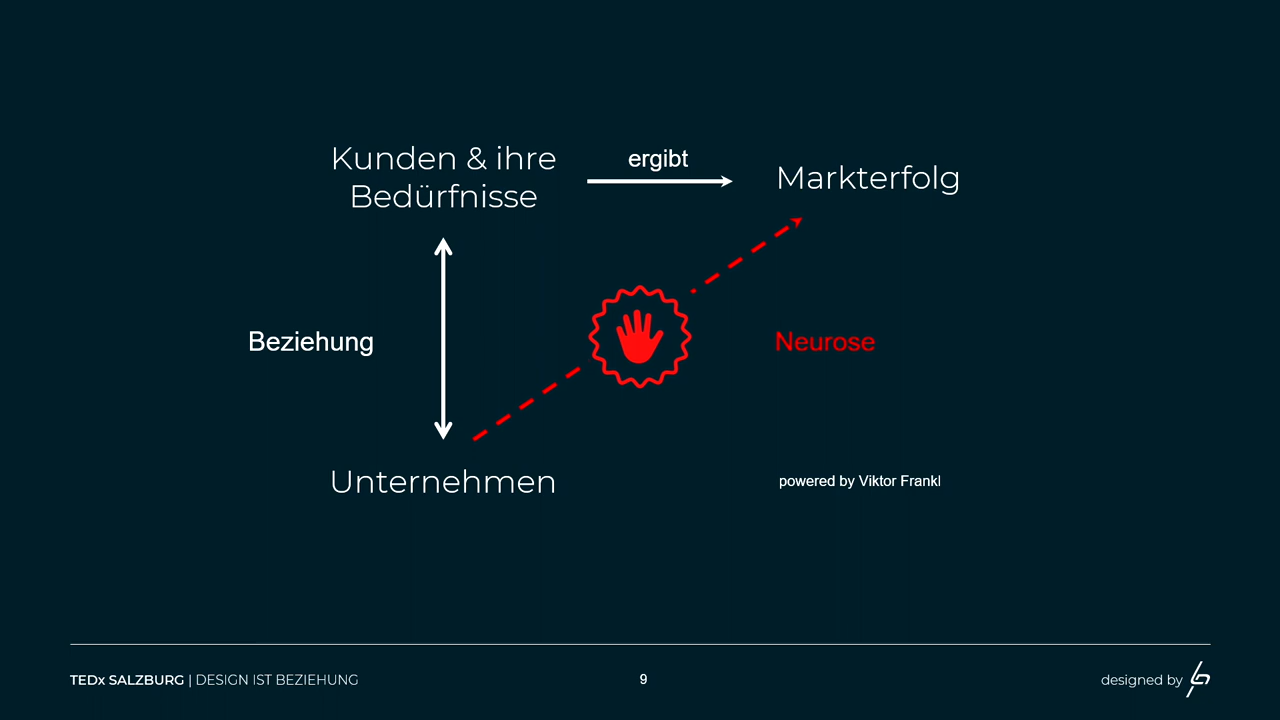 Kunden & ihre
Bedürfnisse
ergibt
Markterfolg
Beziehung
Neurose
Unternehmen
powered by Viktor Frankl
TEDx SALZBURG | DESIGN IST BEZIEHUNG
9
designed by